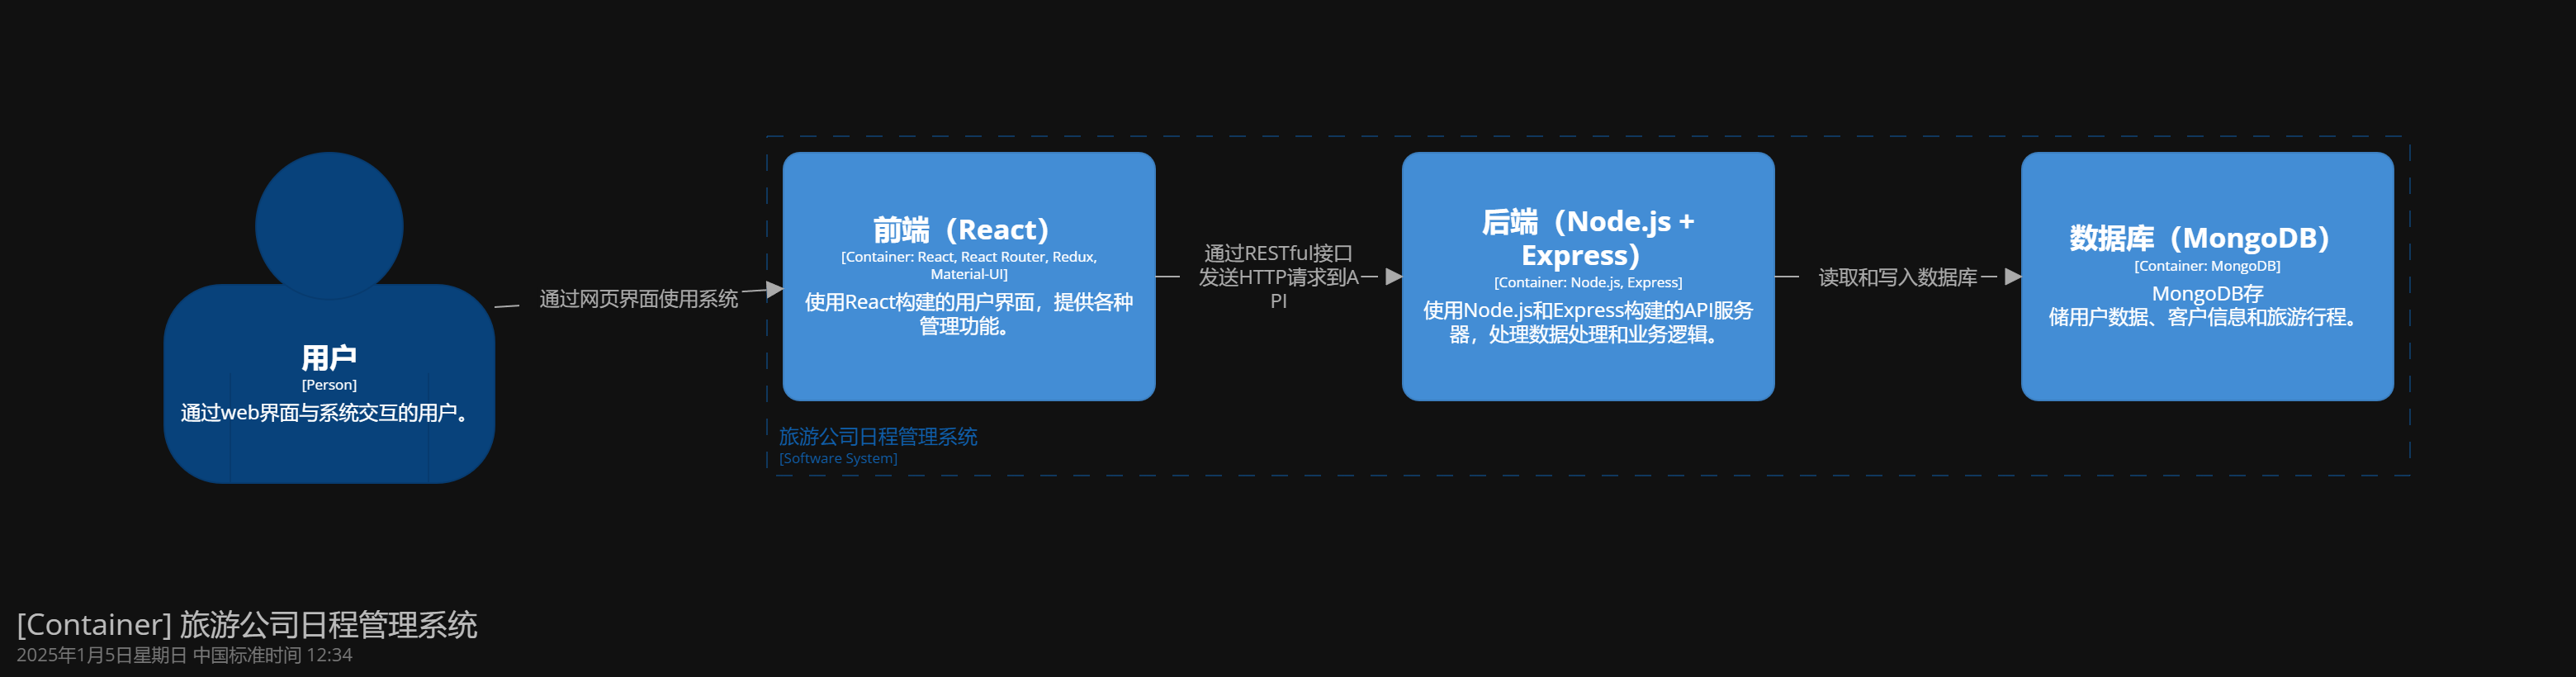 用户
[Person]
通过web界面与系统交互的用户。
通过网页界面使用系统
前端（React）
[Container: React, React Router, Redux,
Material-UI]
使用React构建的用户界面，提供各种
管理功能。
通过RESTful接口
发送HTTP请求到A
PI
后端（Node.js +
Express）
[Container: Node.js, Express]
使用Node.js和Express构建的API服务
器，处理数据处理和业务逻辑。
读取和写入数据库
数据库（MongoDB）
[Container: MongoDB]
MongoDB存
储用户数据、客户信息和旅游行程。
旅游公司日程管理系统
[Software System]
[Container] 旅游公司日程管理系统
2025年1月5日星期日 中国标准时间 12:34